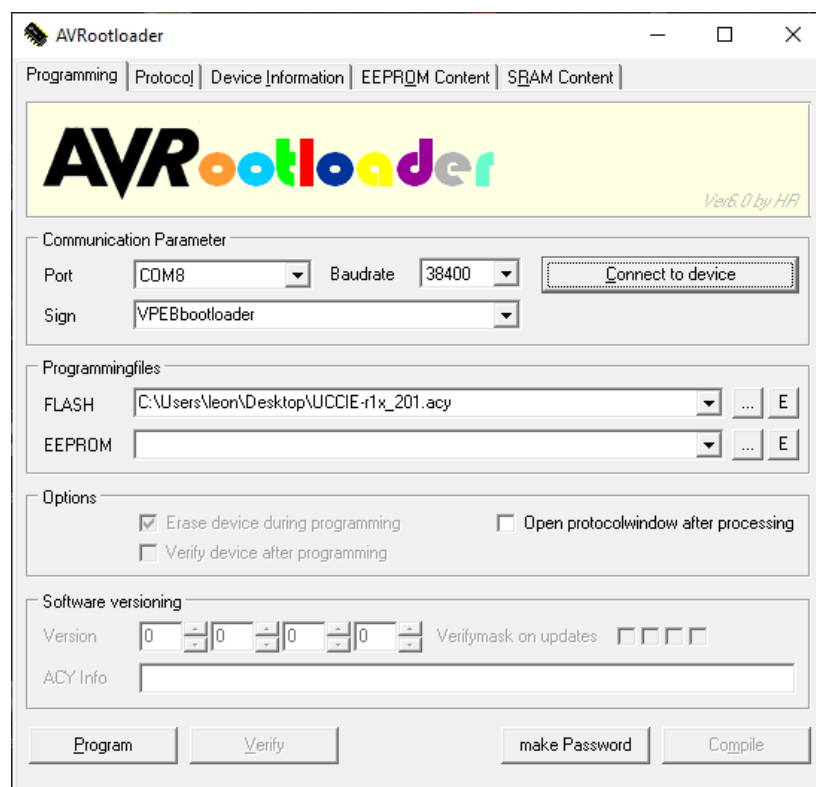 AVRootloader
Programming Protocol Device Information EEPROM Content SRAM Content
AVRootloader
Ver6.0 by HR
Communication Parameter
Port COM8 Baudrate 38400 Connect to device
Sign VPEBbootloader
Programmingfiles
FLASH C:\Users\leon\Desktop\UCCIE-r1x_201.acy ... E
EEPROM ... E
Options
Erase device during programming Open protocolwindow after processing
Verify device after programming
Software versioning
Version 0 0 0 0 Verifymask on updates
ACY Info
Program Verify make Password Compile